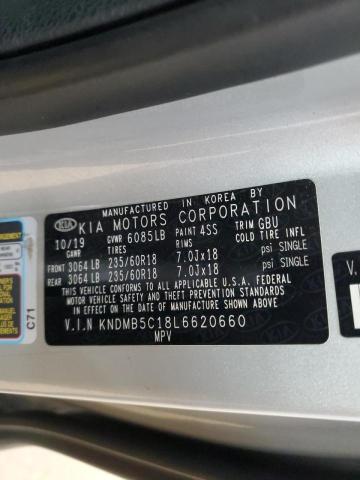 MANUFACTURED IN KOREA BY
KIA KIA MOTORS CORPORATION
10/19 GVWR 6085LB PAINT 4SS TRIM GBU
GAWR TIRES RIMS COLD TIRE INFL
FRONT 3064 LB 235/60R18 7.0Jx18 psi SINGLE
REAR 3064 LB 235/60R18 7.0Jx18 psi SINGLE
THIS VEHICLE CONFORMS TO ALL APPLICABLE U.S.A. FEDERAL
MOTOR VEHICLE SAFETY AND THEFT PREVENTION STANDARDS IN
EFFECT ON THE DATE OF MANUFACTURE SHOWN ABOVE.
V.I.N KNDMB5C18L6620660
MPV
C71
V.